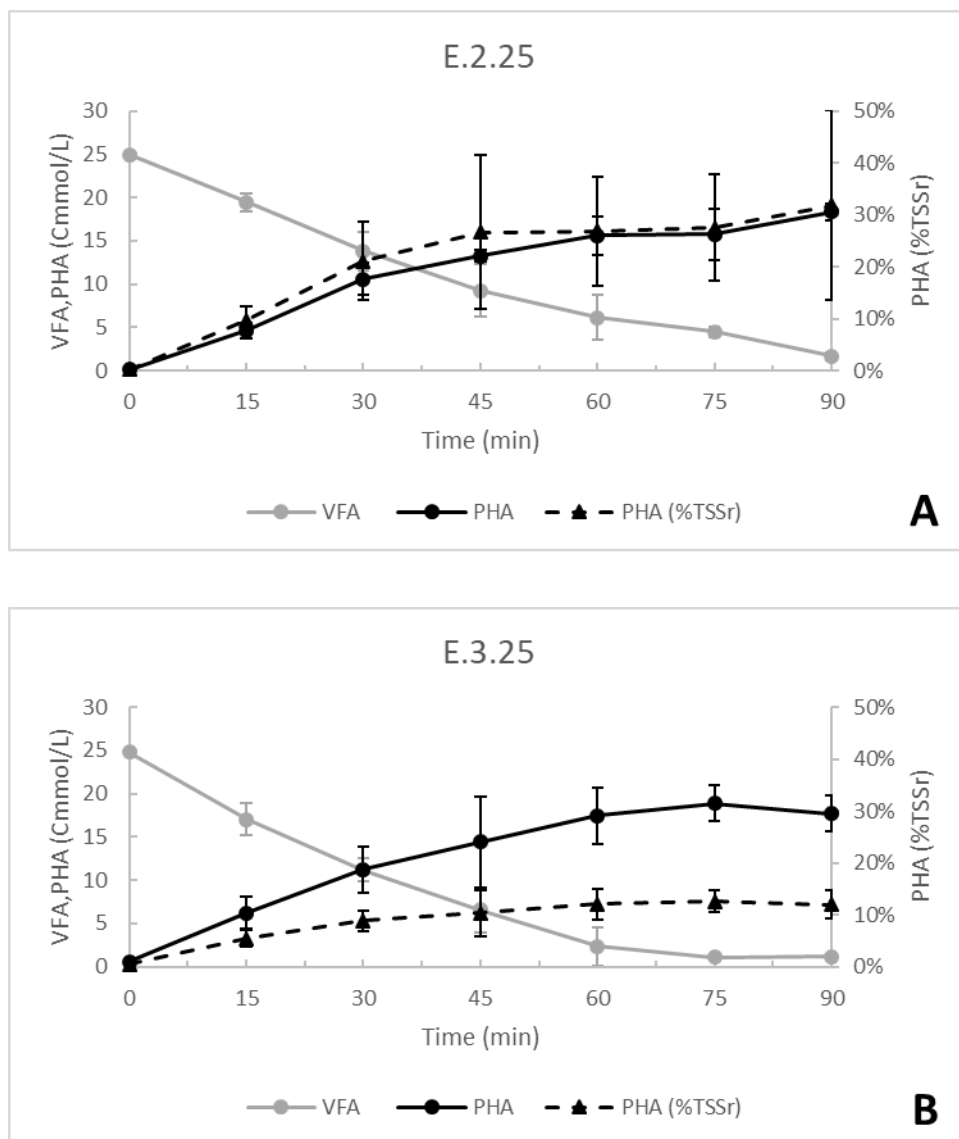 E.2.25
VFA,PHA (Cmmol/L)
30
25
20
15
10
5
0
50%
40%
30%
20%
10%
0%
PHA (%TSSr)
0 15 30 45 60 75 90
Time (min)
VFA PHA PHA (%TSSr)
A
E.3.25
VFA,PHA (Cmmol/L)
30
25
20
15
10
5
0
50%
40%
30%
20%
10%
0%
PHA (%TSSr)
0 15 30 45 60 75 90
Time (min)
VFA PHA PHA (%TSSr)
B